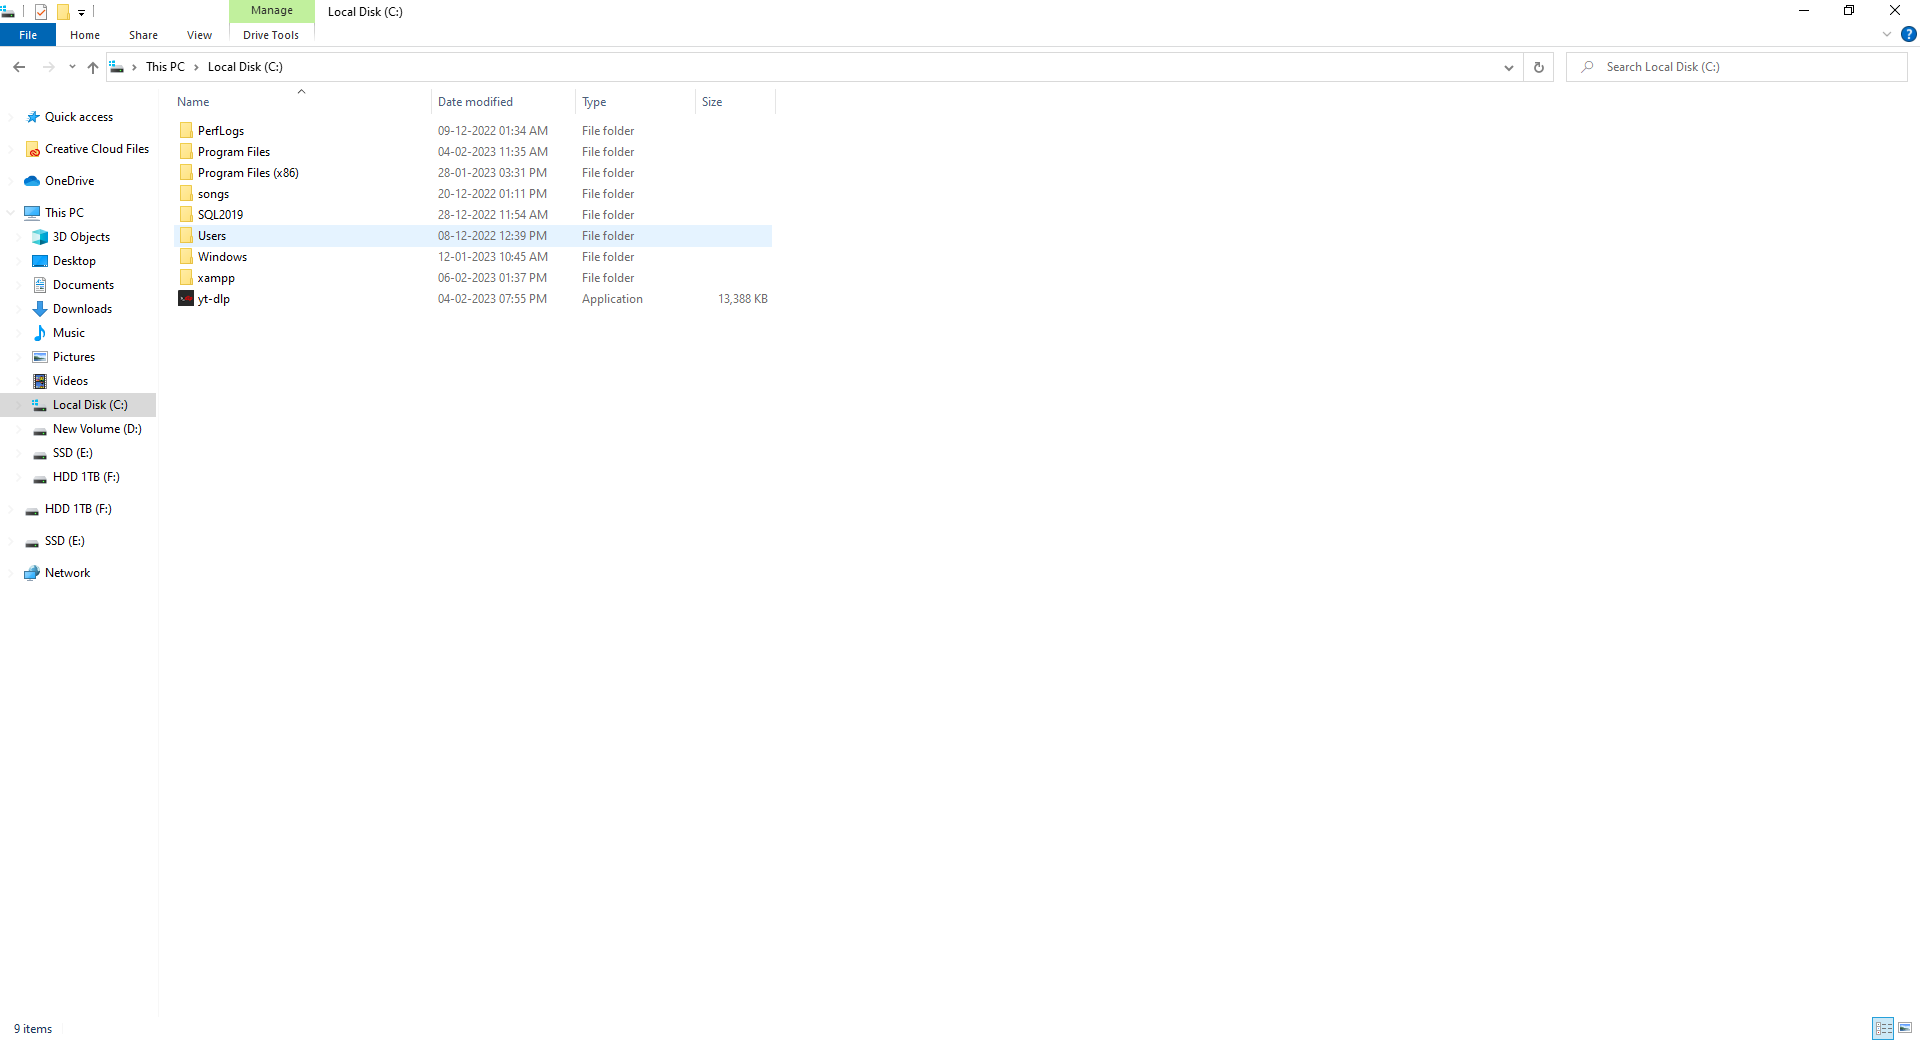 Manage Local Disk (C:)
File Home Share View Drive Tools
This PC Local Disk (C:) Search Local Disk (C:)
Name Date modified Type Size
Quick access
Creative Cloud Files
OneDrive
This PC
3D Objects
Desktop
Documents
Downloads
Music
Pictures
Videos
Local Disk (C:)
New Volume (D:)
SSD (E:)
HDD 1TB (F:)
HDD 1TB (F:)
SSD (E:)
Network
PerfLogs 09-12-2022 01:34 AM File folder
Program Files 04-02-2023 11:35 AM File folder
Program Files (x86) 28-01-2023 03:31 PM File folder
songs 20-12-2022 01:11 PM File folder
SQL2019 28-12-2022 11:54 AM File folder
Users 08-12-2022 12:39 PM File folder
Windows 12-01-2023 10:45 AM File folder
xampp 06-02-2023 01:37 PM File folder
yt-dlp 04-02-2023 07:55 PM Application 13,388 KB
9 items